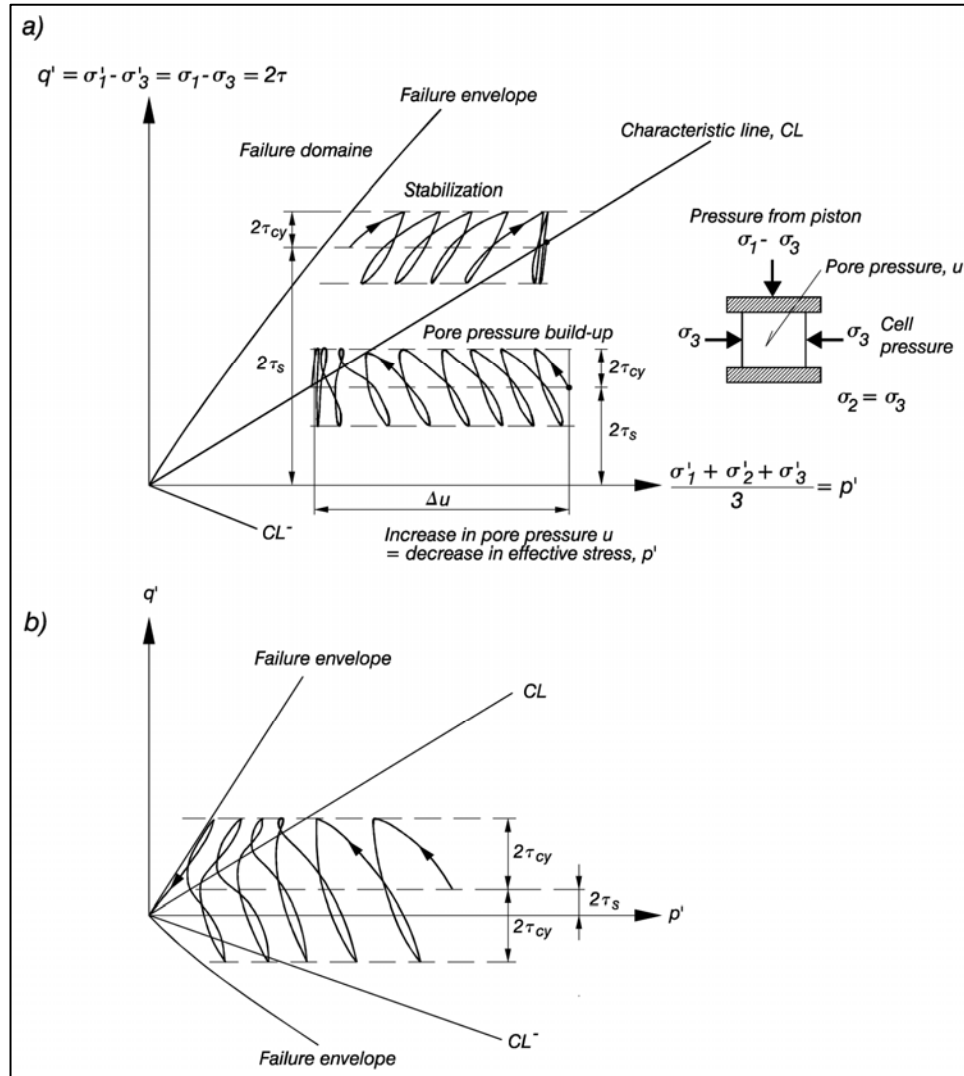 a)
q' = σ'₁ - σ'₃ = σ₁ - σ₃ = 2τ
Failure envelope
Characteristic line, CL
Failure domaine
Stabilization
2τcy
Pressure from piston
σ₁ - σ₃
Pore pressure, u
σ₃
σ₃ Cell
pressure
σ₂ = σ₃
Pore pressure build-up
2τs
2τcy
2τs
σ'₁ + σ'₂ + σ'₃
3
= p'
Δu
CL⁻
Increase in pore pressure u
= decrease in effective stress, p'
b)
q'
Failure envelope
CL
2τcy
2τs
2τcy
p'
CL⁻
Failure envelope